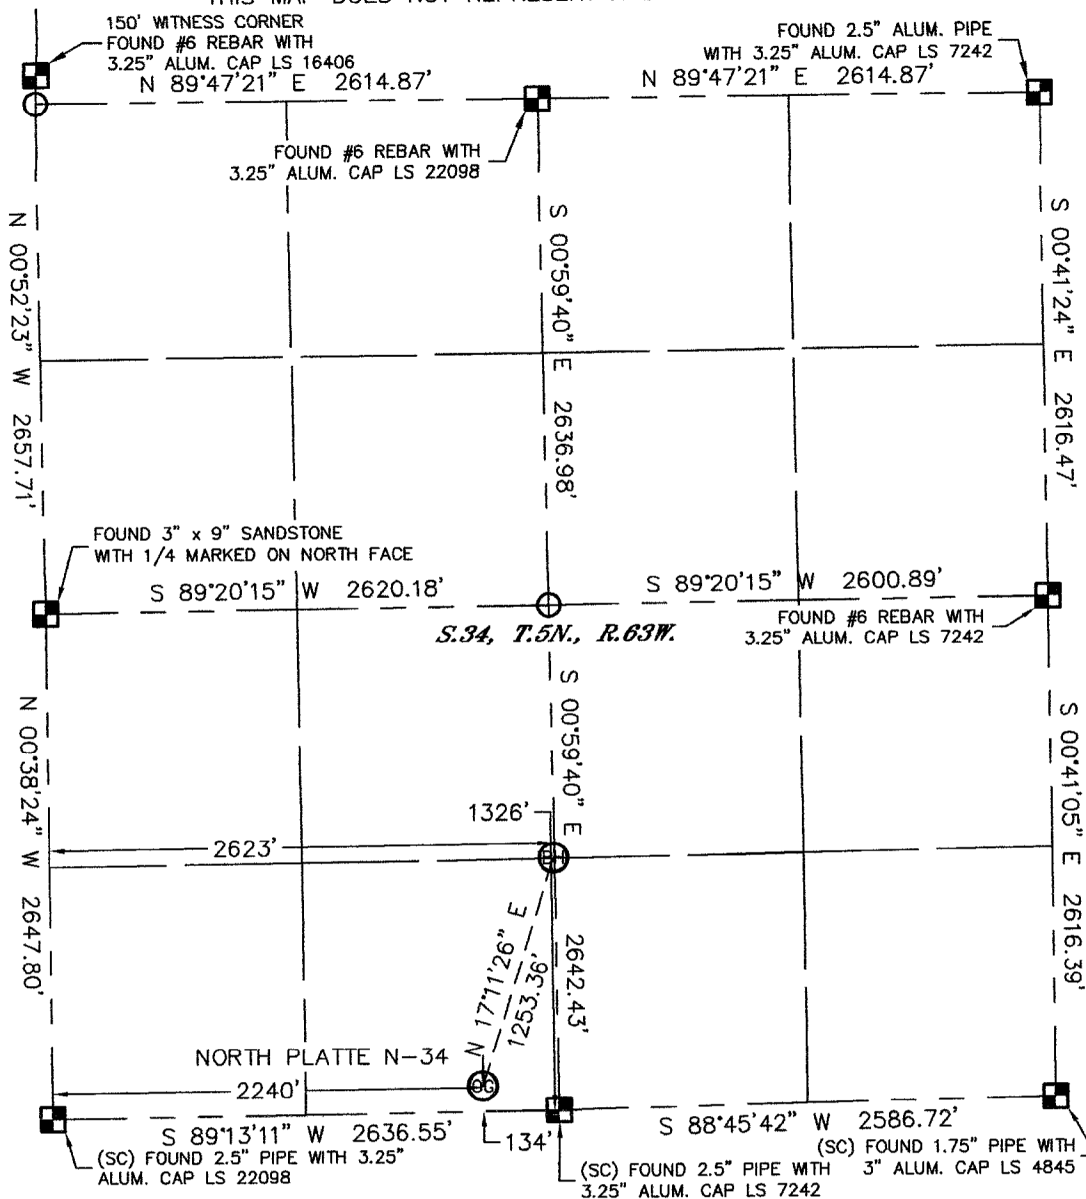 150' WITNESS CORNER
FOUND #6 REBAR WITH
3.25" ALUM. CAP LS 16406
FOUND 2.5" ALUM. PIPE
WITH 3.25" ALUM. CAP LS 7242
N 89°47'21" E 2614.87'
N 89°47'21" E 2614.87'
FOUND #6 REBAR WITH
3.25" ALUM. CAP LS 22098
N 00°52'23" W 2657.71'
S 00°59'40" E 2636.98'
S 00°41'24" E 2616.47'
FOUND 3" x 9" SANDSTONE
WITH 1/4 MARKED ON NORTH FACE
S 89°20'15" W 2620.18'
S 89°20'15" W 2600.89'
FOUND #6 REBAR WITH
3.25" ALUM. CAP LS 7242
S.34, T.5N., R.63W.
N 00°38'24" W 2647.80'
S 00°59'40" E 2642.43'
S 00°41'05" E 2616.39'
1326'
2623'
BH
N 17°11'26" E
1253.36'
NORTH PLATTE N-34
2240'
OG
134'
S 89°13'11" W 2636.55'
S 88°45'42" W 2586.72'
(SC) FOUND 2.5" PIPE WITH 3.25"
ALUM. CAP LS 22098
(SC) FOUND 2.5" PIPE WITH
3.25" ALUM. CAP LS 7242
(SC) FOUND 1.75" PIPE WITH
3" ALUM. CAP LS 4845